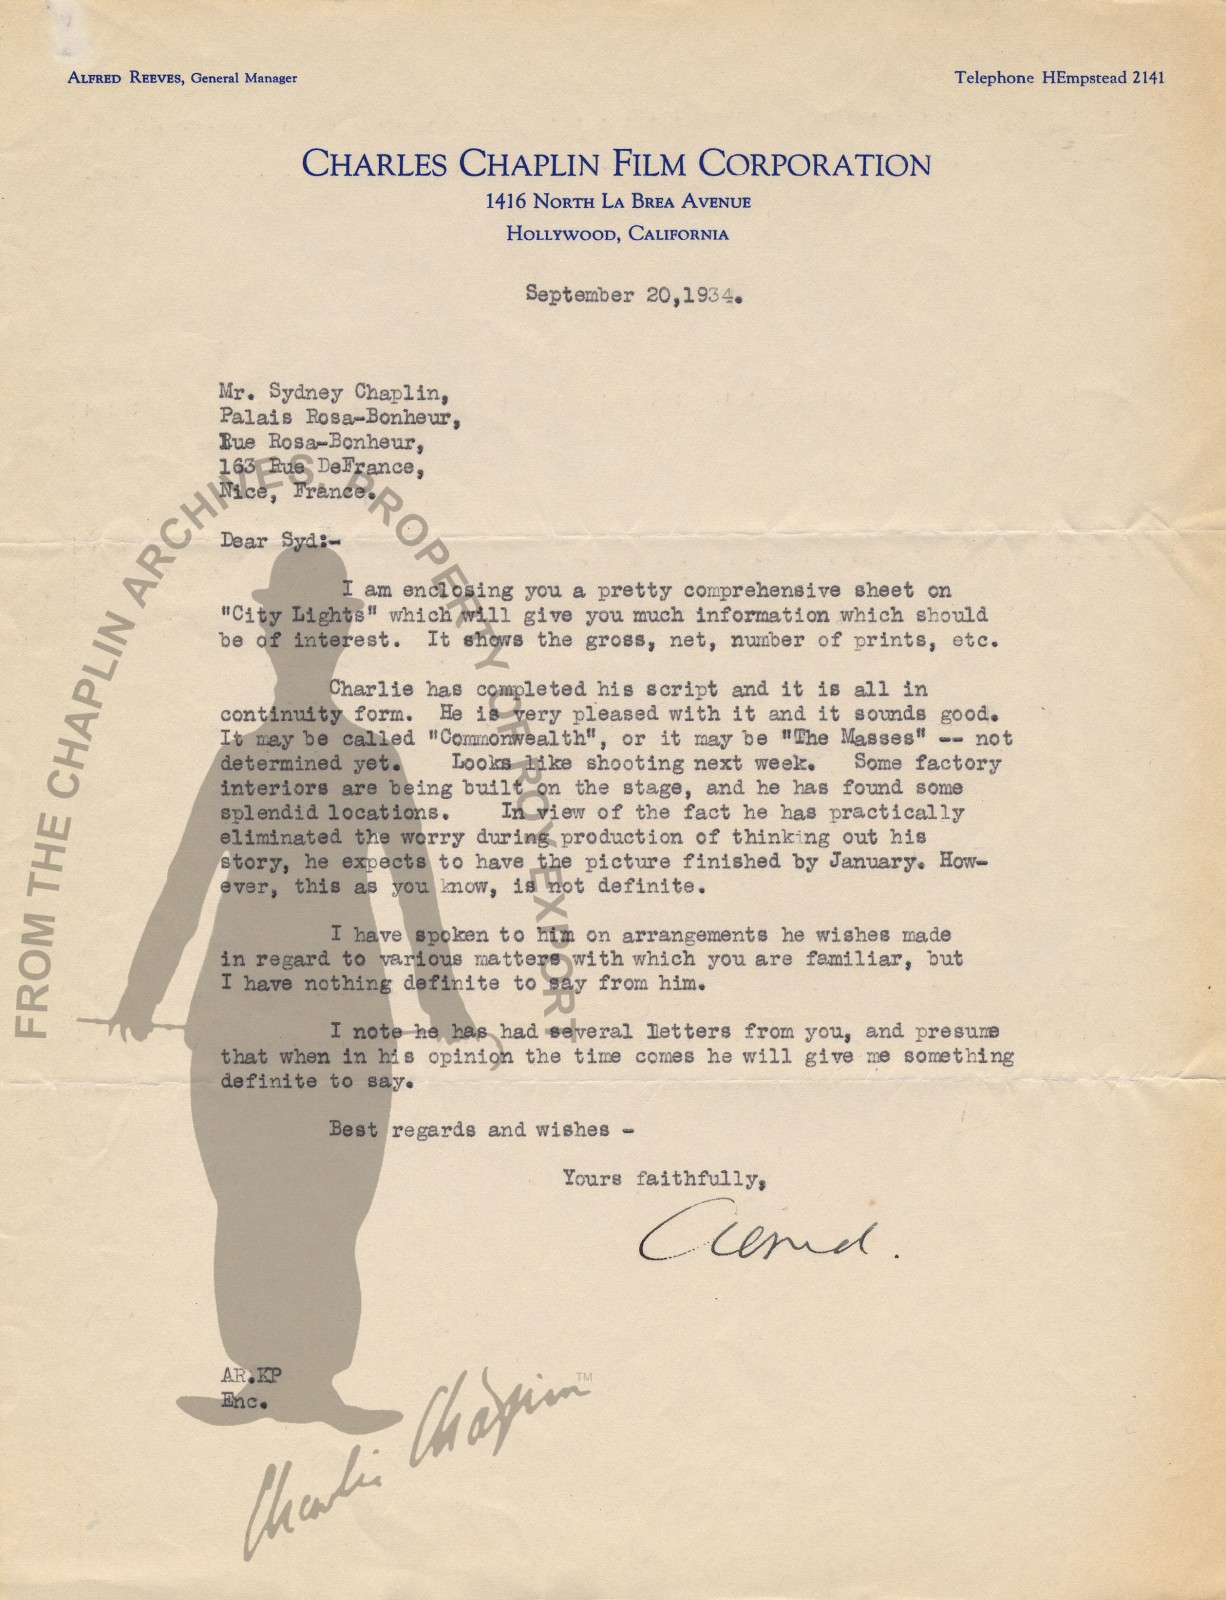 ALFRED REEVES, General Manager
Telephone HEmpstead 2141
CHARLES CHAPLIN FILM CORPORATION
1416 NORTH LA BREA AVENUE
HOLLYWOOD, CALIFORNIA
September 20,1934.
Mr. Sydney Chaplin,
Palais Rosa-Bonheur,
Rue Rosa-Bonheur,
163 Rue DeFrance,
Nice, France.
Dear Syd:-
I am enclosing you a pretty comprehensive sheet on
"City Lights" which will give you much information which should
be of interest. It shows the gross, net, number of prints, etc.
Charlie has completed his script and it is all in
continuity form. He is very pleased with it and it sounds good.
It may be called "Commonwealth", or it may be "The Masses" -- not
determined yet. Looks like shooting next week. Some factory
interiors are being built on the stage, and he has found some
splendid locations. In view of the fact he has practically
eliminated the worry during production of thinking out his
story, he expects to have the picture finished by January. How-
ever, this as you know, is not definite.
I have spoken to him on arrangements he wishes made
in regard to various matters with which you are familiar, but
I have nothing definite to say from him.
I note he has had several letters from you, and presume
that when in his opinion the time comes he will give me something
definite to say.
Best regards and wishes -
Yours faithfully,
AR.KP
Enc.
FROM THE CHAPLIN ARCHIVES. PROPERTY OF ROY EXPORT
Charlie Chaplin™